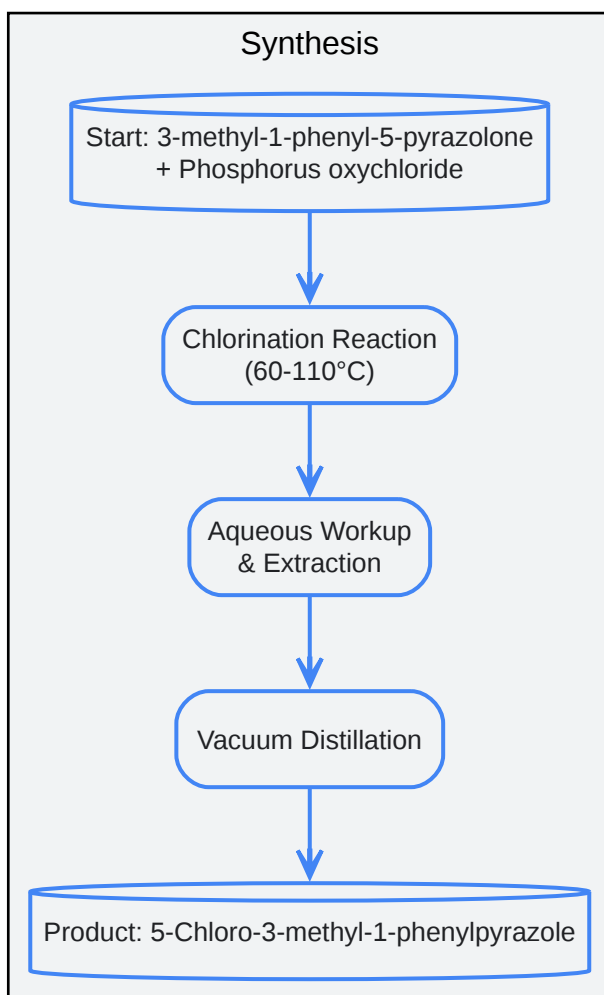 Synthesis
Start: 3-methyl-1-phenyl-5-pyrazolone
+ Phosphorus oxychloride
Chlorination Reaction
(60-110°C)
Aqueous Workup
& Extraction
Vacuum Distillation
Product: 5-Chloro-3-methyl-1-phenylpyrazole